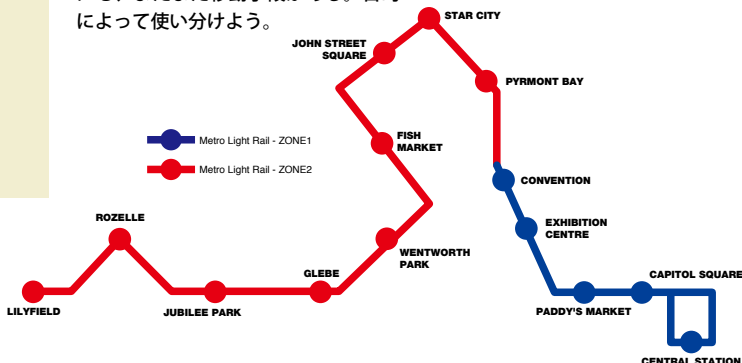 によって使い分けよう。
STAR CITY
JOHN STREET
SQUARE
PYRMONT BAY
Metro Light Rail - ZONE1
FISH
MARKET
Metro Light Rail - ZONE2
CONVENTION
ROZELLE
EXHIBITION
CENTRE
WENTWORTH
PARK
GLEBE
CAPITOL SQUARE
LILYFIELD
JUBILEE PARK
PADDY'S MARKET
CENTRAL STATION